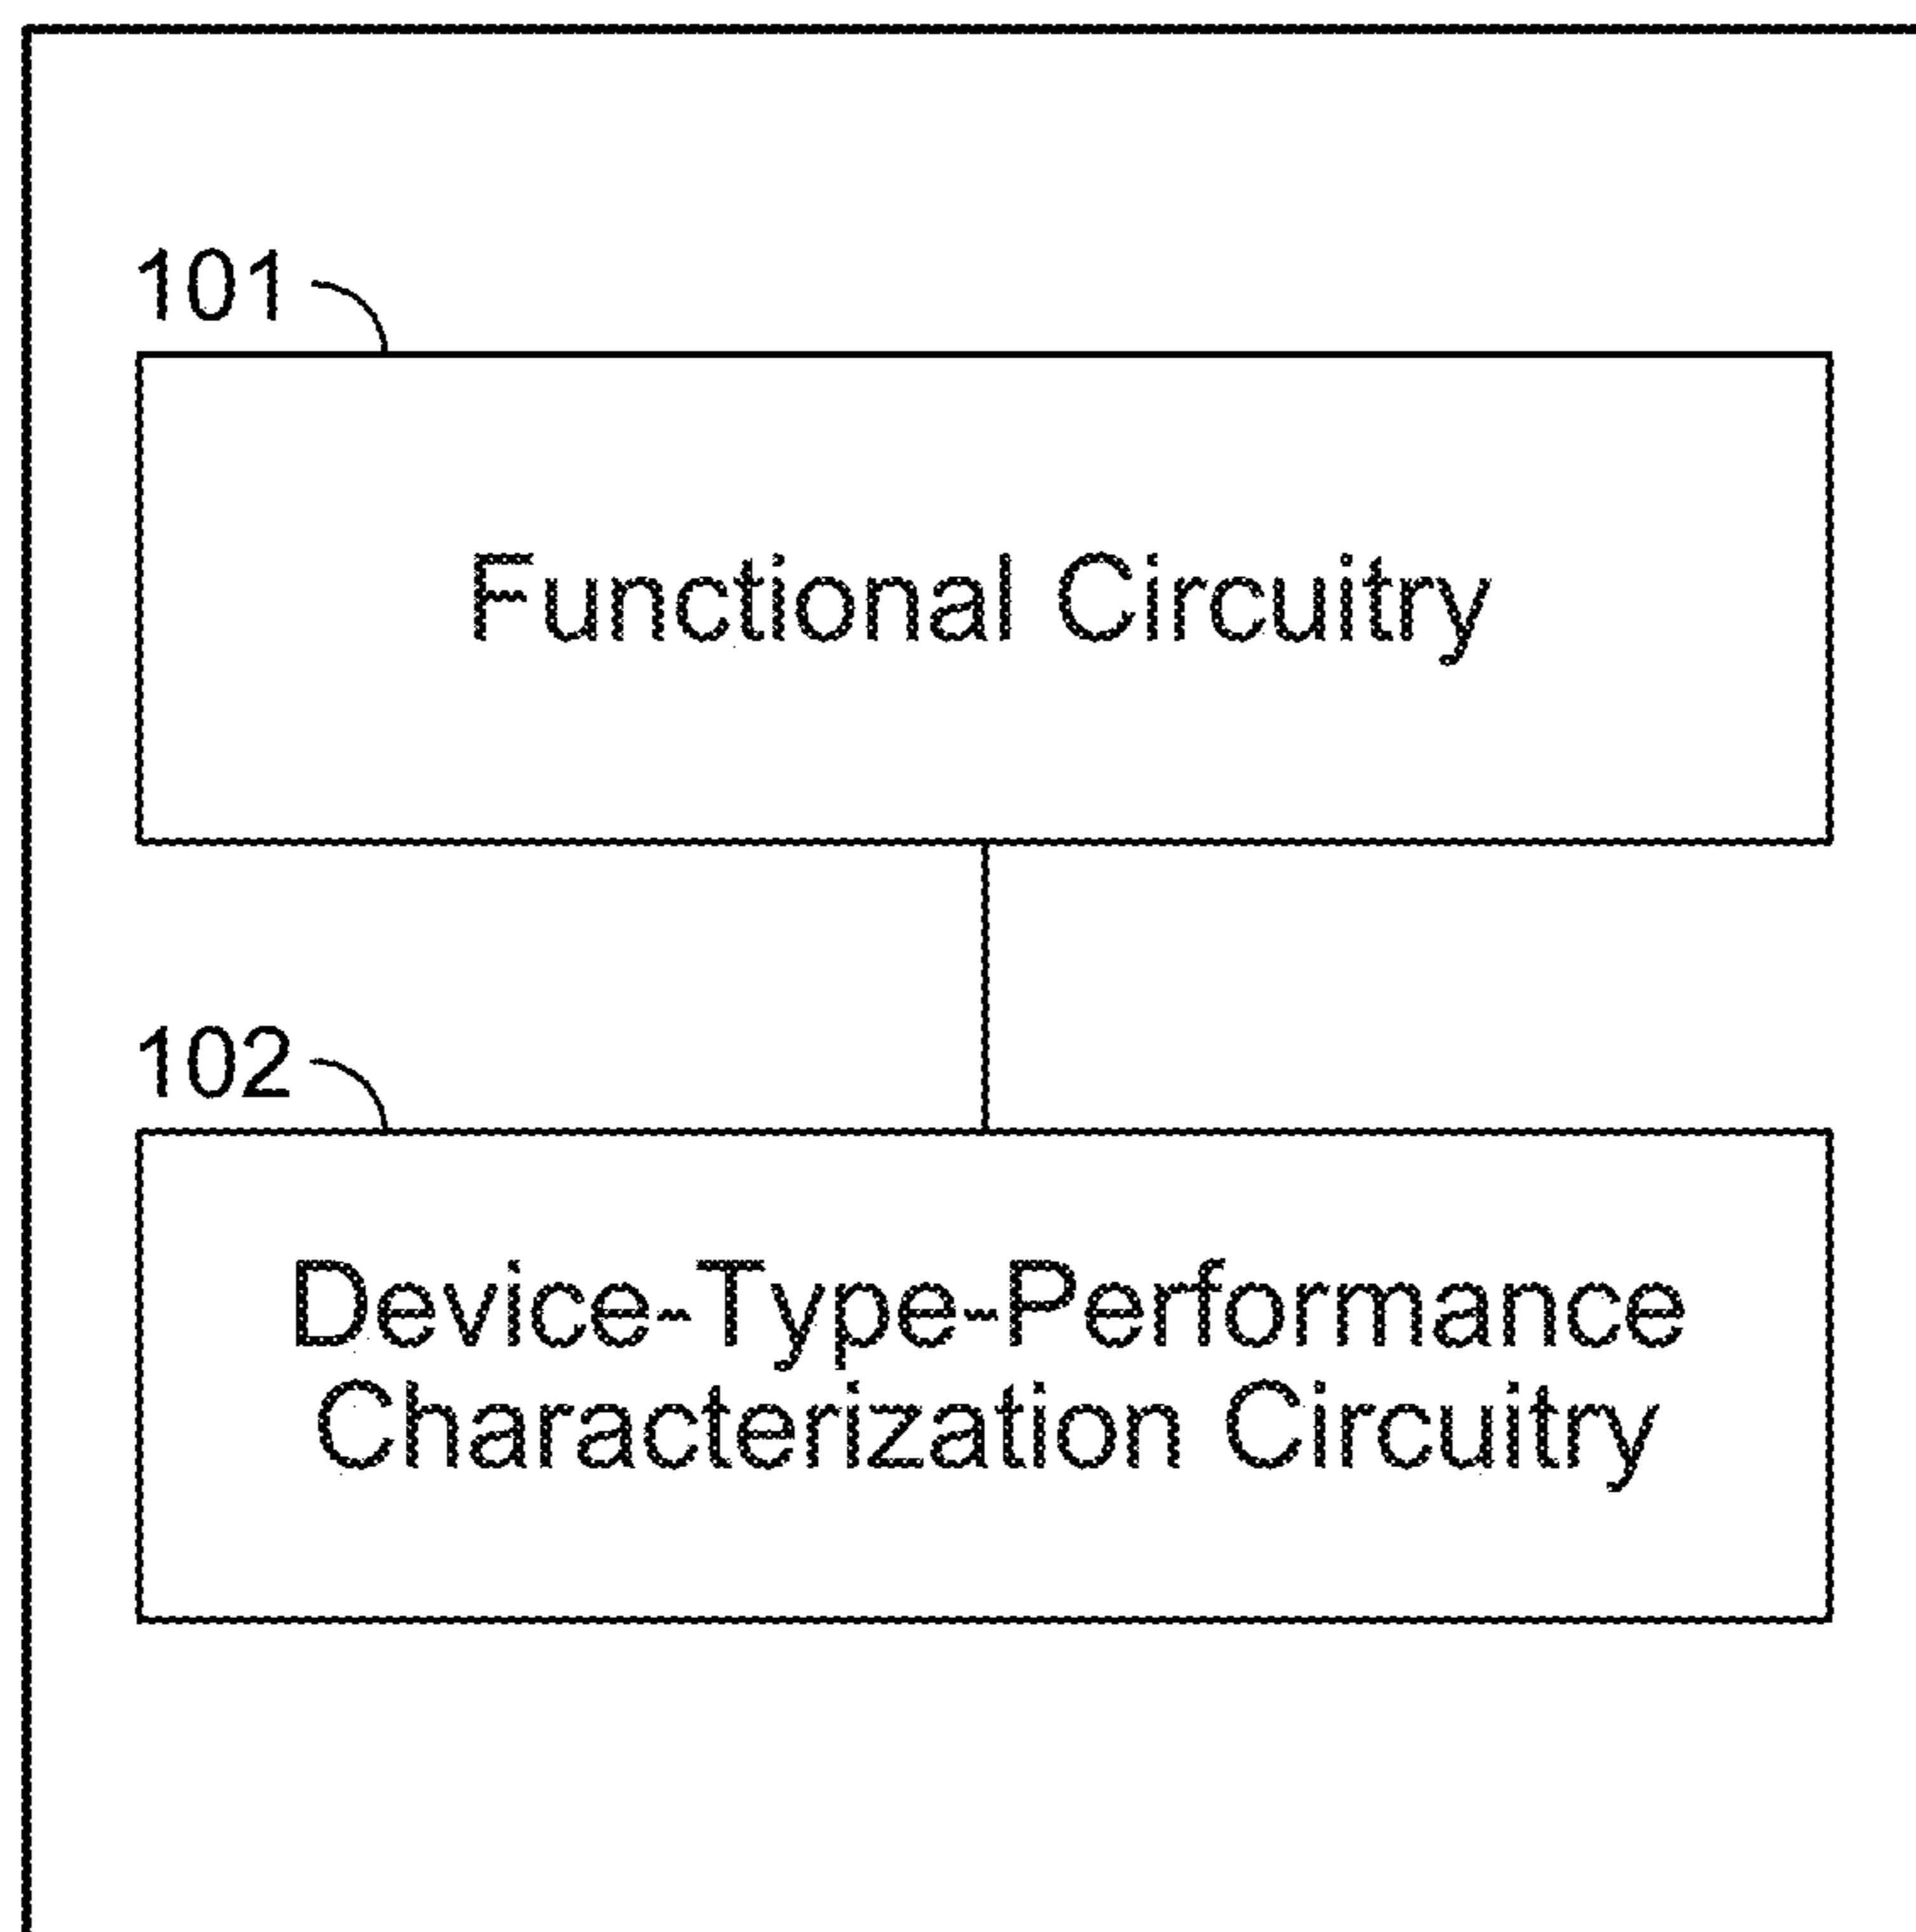 101
Functional Circuitry
102
Device-Type-Performance
Characterization Circuitry